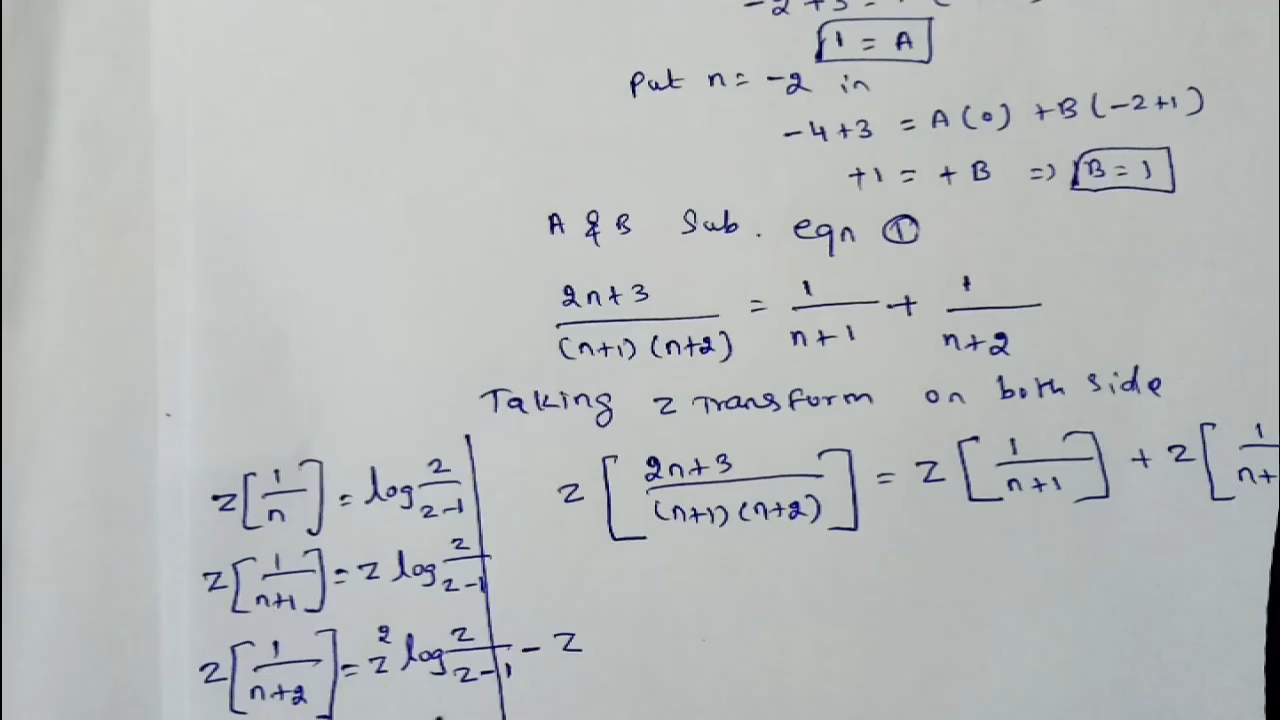 1 = A
Put n = -2 in
-4+3 = A(0) + B(-2+1)
+1 = +B => B = 1
A & B Sub. eqn ①
2n+3/(n+1)(n+2) = 1/n+1 + 1/n+2
Taking z transform on both side
z[2n+3/(n+1)(n+2)] = z[1/n+1] + z[1/n+
z[1/n] = log z/z-1
z[1/n+1] = z log z/z-1
z[1/n+2] = z² log z/z-1 - z